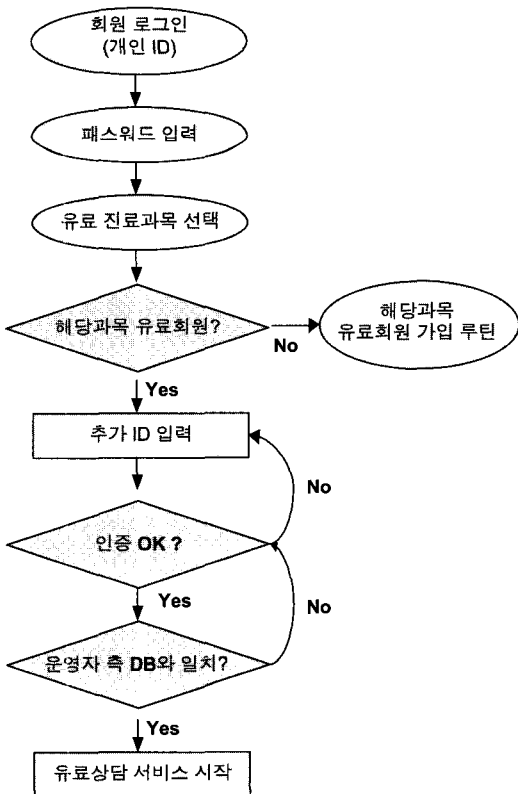 회원 로그인
(개인 ID)
패스워드 입력
유료 진료과목 선택
해당과목 유료회원?
No
해당과목
유료회원 가입 루틴
Yes
추가 ID 입력
No
인증 OK ?
Yes
No
운영자 측 DB와 일치?
Yes
유료상담 서비스 시작